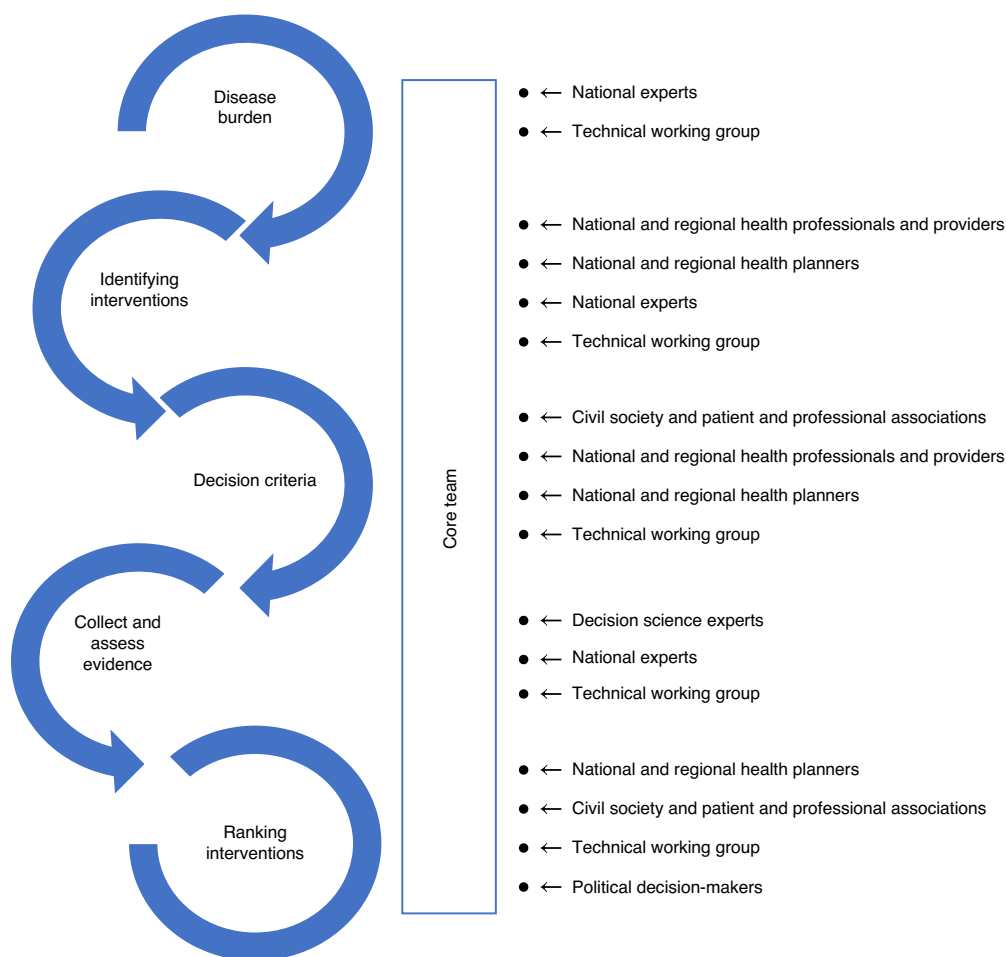 Disease
burden
● ← National experts
● ← Technical working group
Identifying
interventions
● ← National and regional health professionals and providers
● ← National and regional health planners
● ← National experts
● ← Technical working group
Decision criteria
● ← Civil society and patient and professional associations
● ← National and regional health professionals and providers
● ← National and regional health planners
● ← Technical working group
Core team
Collect and
assess
evidence
● ← Decision science experts
● ← National experts
● ← Technical working group
Ranking
interventions
● ← National and regional health planners
● ← Civil society and patient and professional associations
● ← Technical working group
● ← Political decision-makers